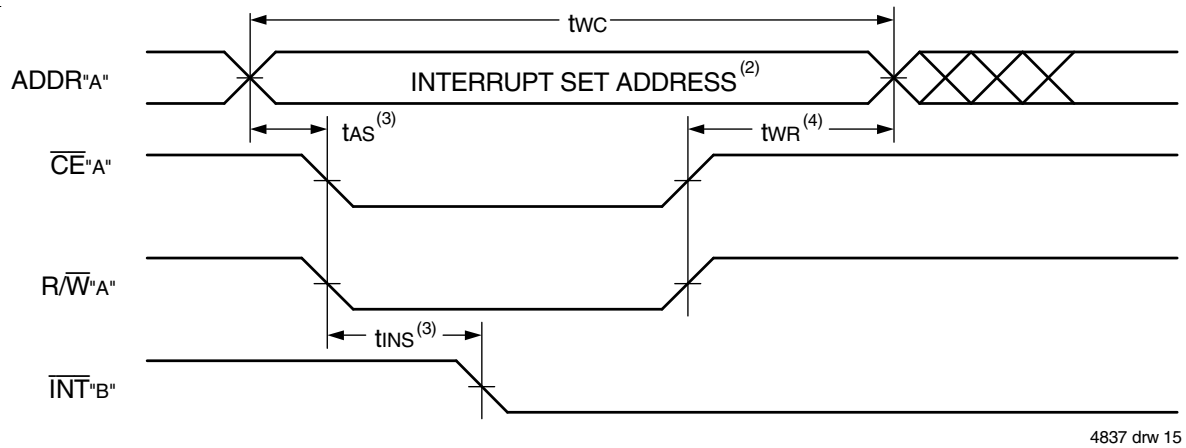 tWC
ADDR"A"
INTERRUPT SET ADDRESS(2)
tAS(3)
tWR(4)
CE"A"
R/W"A"
tINS(3)
INT"B"
4837 drw 15